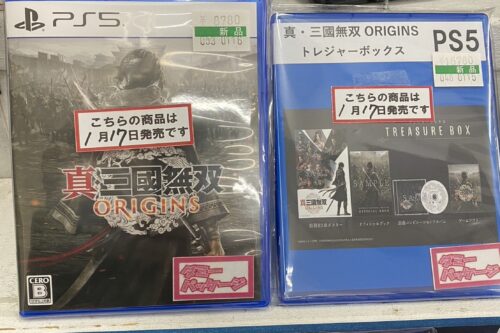 PS5
新品
こちらの商品は
1月17日発売です
真・三國無双
ORIGINS
CERO
B
ダミー
パッケージ
真・三國無双 ORIGINS
トレジャーボックス
PS5
新品
こちらの商品は
1月17日発売です
TREASURE BOX
SAMPLE
ダミー
パッケージ